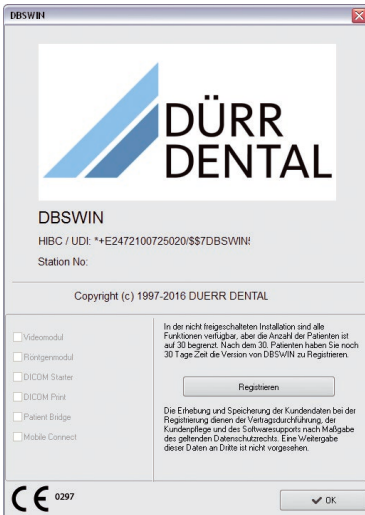 DBSWIN
DÜRR
DENTAL
DBSWIN
HIBC / UDI: *+E2472100725020/$$7DBSWIN
Station No:
Copyright (c) 1997-2016 DUERR DENTAL
Videomodul
Röntgenmodul
DICOM Starter
DICOM Print
Patient Bridge
Mobile Connect
In der nicht freigeschalteten Installation sind alle
Funktionen verfügbar, aber die Anzahl der Patienten ist
auf 30 begrenzt. Nach dem 30. Patienten haben Sie noch
30 Tage Zeit die Version von DBSWIN zu Registrieren.
Registrieren
Die Erhebung und Speicherung der Kundendaten bei der
Registrierung dienen der Vertragsdurchführung, der
Kundenpflege und des Softwaresupports nach Maßgabe
des geltenden Datenschutzrechts. Eine Weitergabe
dieser Daten an Dritte ist nicht vorgesehen.
CE 0297
OK